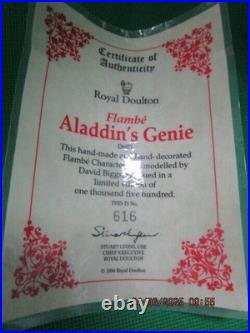 Certificate of
Authenticity
Royal Doulton
Flambé
Aladdin's Genie
This hand-made and hand-decorated
Flambé Character modelled by
David Biggs issued in a
limited edition of
one thousand five hundred.
THIS IS No.
616
STUART LYONS, CBE
CHIEF EXECUTIVE
ROYAL DOULTON
© 1994 Royal Doulton